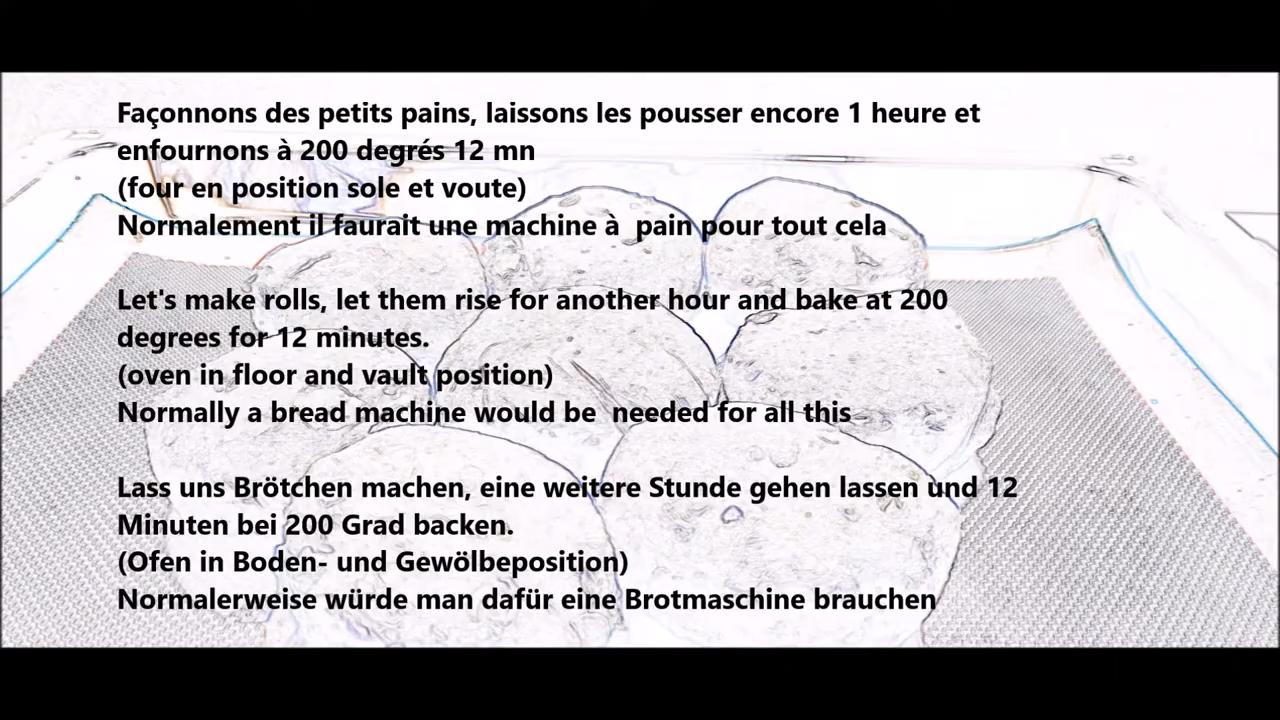 Façonnons des petits pains, laissons les pousser encore 1 heure et
enfournons à 200 degrés 12 mn
(four en position sole et voute)
Normalement il faurait une machine à  pain pour tout cela
Let's make rolls, let them rise for another hour and bake at 200
degrees for 12 minutes.
(oven in floor and vault position)
Normally a bread machine would be  needed for all this
Lass uns Brötchen machen, eine weitere Stunde gehen lassen und 12
Minuten bei 200 Grad backen.
(Ofen in Boden- und Gewölbeposition)
Normalerweise würde man dafür eine Brotmaschine brauchen